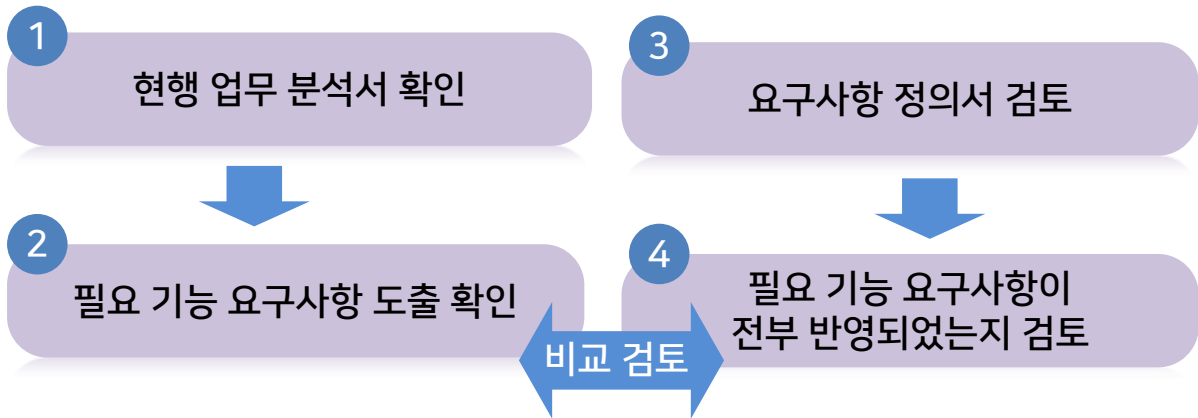 1
현행 업무 분석서 확인
2
필요 기능 요구사항 도출 확인
3
요구사항 정의서 검토
4
필요 기능 요구사항이
전부 반영되었는지 검토
비교 검토